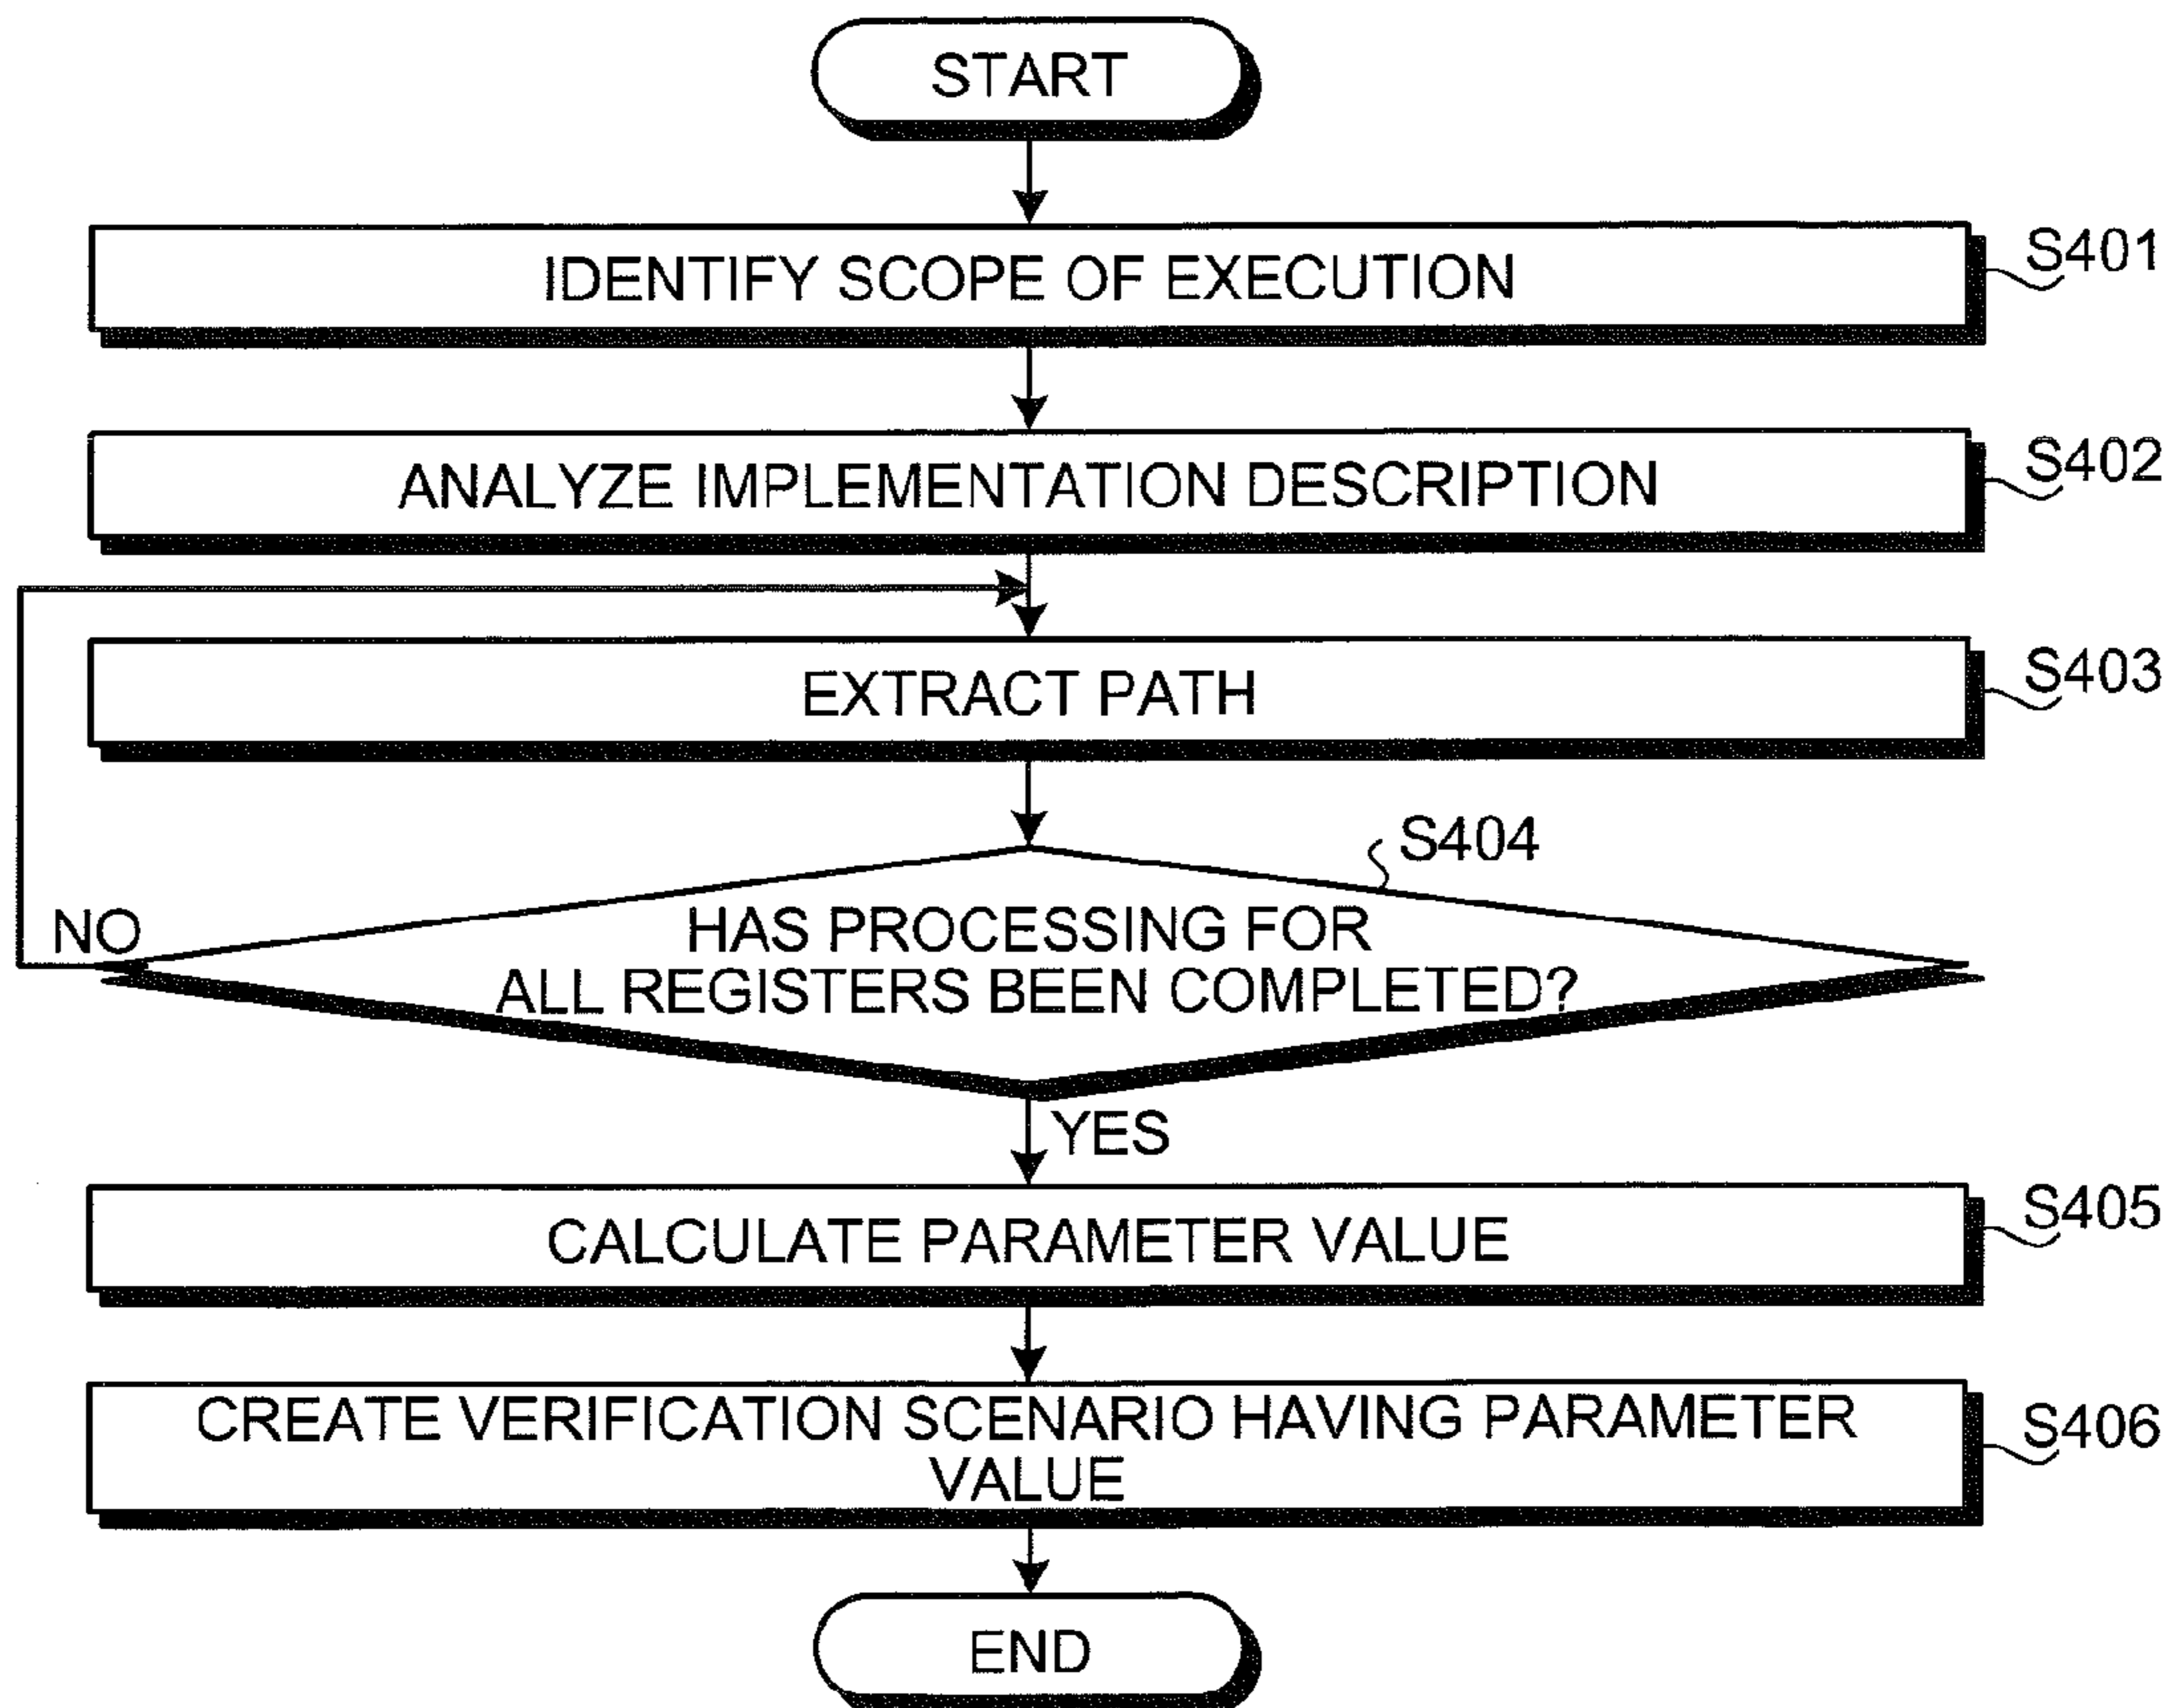 START
IDENTIFY SCOPE OF EXECUTION
S401
ANALYZE IMPLEMENTATION DESCRIPTION
S402
EXTRACT PATH
S403
S404
NO
HAS PROCESSING FOR
ALL REGISTERS BEEN COMPLETED?
YES
CALCULATE PARAMETER VALUE
S405
CREATE VERIFICATION SCENARIO HAVING PARAMETER
VALUE
S406
END